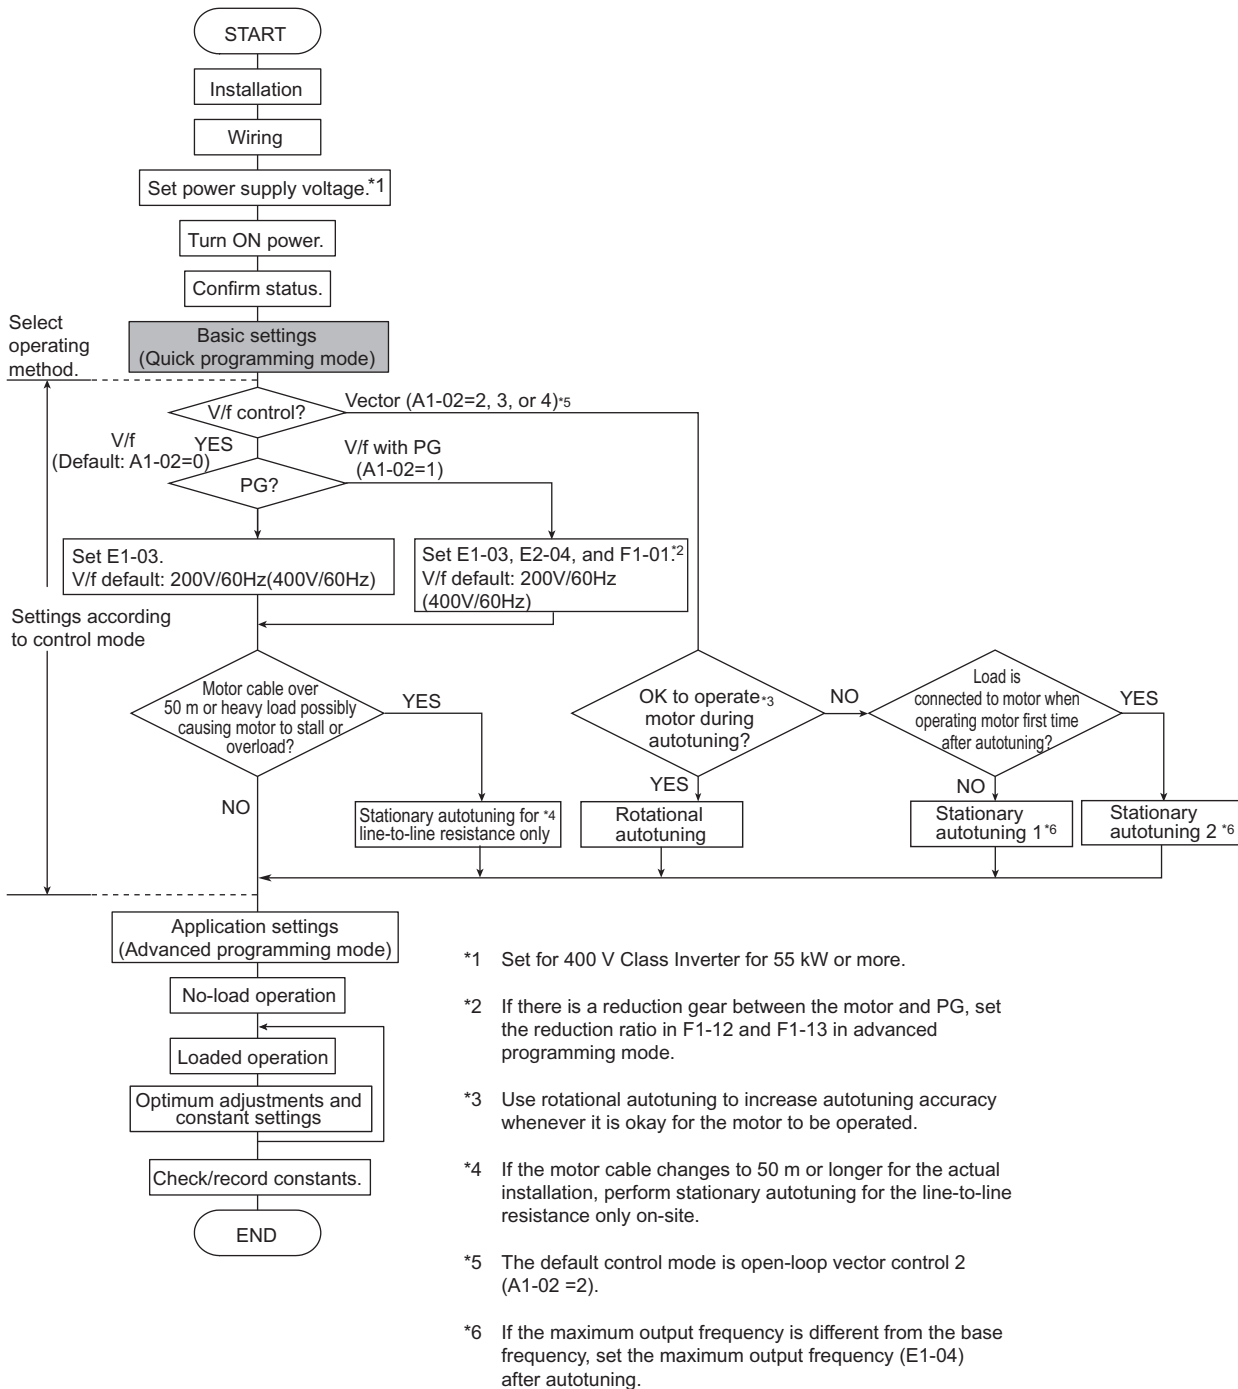 START
Installation
Wiring
Set power supply voltage.*1
Turn ON power.
Confirm status.
Select
operating
method.
Basic settings
(Quick programming mode)
V/f control?
Vector (A1-02=2, 3, or 4)*5
V/f
(Default: A1-02=0)
YES
V/f with PG
(A1-02=1)
PG?
Set E1-03.
V/f default: 200V/60Hz(400V/60Hz)
Set E1-03, E2-04, and F1-01.*2
V/f default: 200V/60Hz
(400V/60Hz)
Settings according
to control mode
Motor cable over
50 m or heavy load possibly
causing motor to stall or
overload?
YES
NO
OK to operate*3
motor during
autotuning?
NO
YES
Load is
connected to motor when
operating motor first time
after autotuning?
YES
NO
Stationary autotuning for *4
line-to-line resistance only
Rotational
autotuning
Stationary
autotuning 1*6
Stationary
autotuning 2 *6
Application settings
(Advanced programming mode)
No-load operation
Loaded operation
Optimum adjustments and
constant settings
Check/record constants.
END
*1 Set for 400 V Class Inverter for 55 kW or more.
*2 If there is a reduction gear between the motor and PG, set
the reduction ratio in F1-12 and F1-13 in advanced
programming mode.
*3 Use rotational autotuning to increase autotuning accuracy
whenever it is okay for the motor to be operated.
*4 If the motor cable changes to 50 m or longer for the actual
installation, perform stationary autotuning for the line-to-line
resistance only on-site.
*5 The default control mode is open-loop vector control 2
(A1-02 =2).
*6 If the maximum output frequency is different from the base
frequency, set the maximum output frequency (E1-04)
after autotuning.